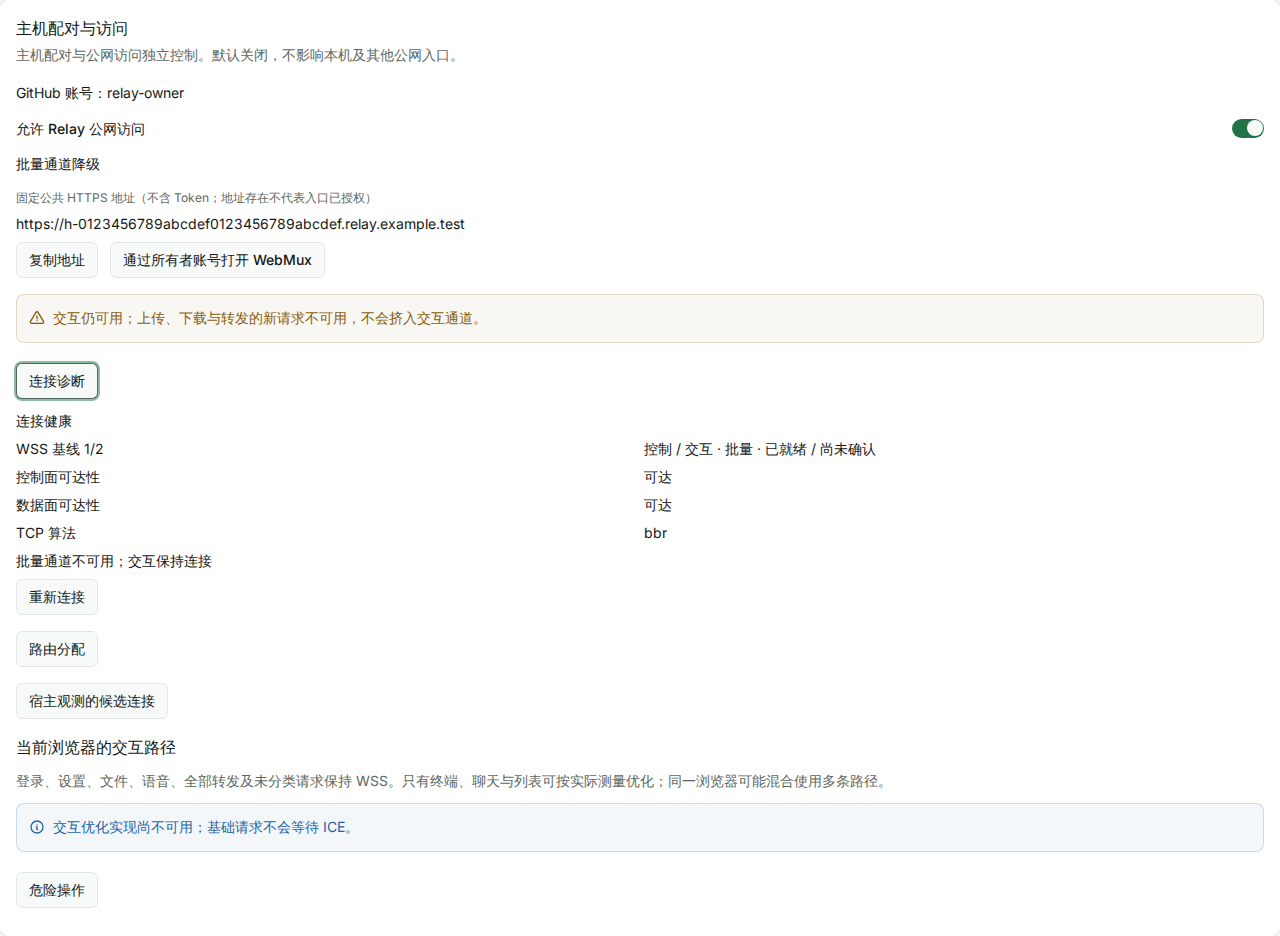 主机配对与访问
主机配对与公网访问独立控制。默认关闭，不影响本机及其他公网入口。
GitHub 账号：relay-owner
允许 Relay 公网访问
批量通道降级
固定公共 HTTPS 地址（不含 Token；地址存在不代表入口已授权）
https://h-0123456789abcdef0123456789abcdef.relay.example.test
复制地址 通过所有者账号打开 WebMux
交互仍可用；上传、下载与转发的新请求不可用，不会挤入交互通道。
连接诊断
连接健康
WSS 基线 1/2 控制 / 交互 · 批量 · 已就绪 / 尚未确认
控制面可达性 可达
数据面可达性 可达
TCP 算法 bbr
批量通道不可用；交互保持连接
重新连接
路由分配
宿主观测的候选连接
当前浏览器的交互路径
登录、设置、文件、语音、全部转发及未分类请求保持 WSS。只有终端、聊天与列表可按实际测量优化；同一浏览器可能混合使用多条路径。
交互优化实现尚不可用；基础请求不会等待 ICE。
危险操作